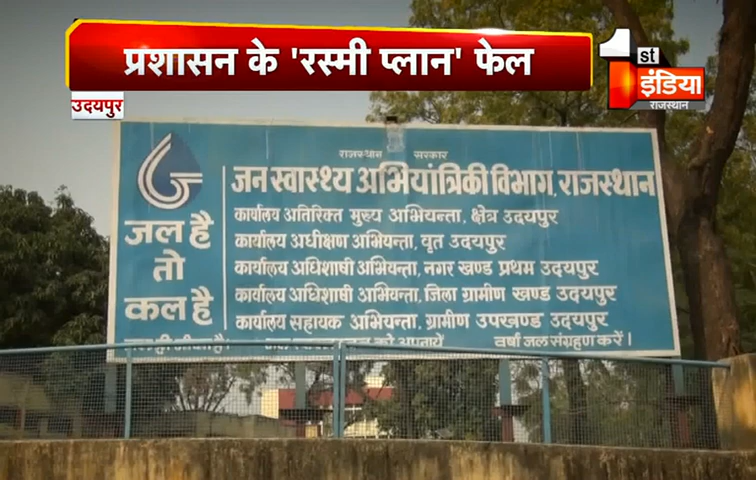 प्रशासन के 'रस्मी प्लान' फेल
1st
इंडिया
राजस्थान
उदयपुर
राजस्थान सरकार
जन स्वास्थ्य अभियांत्रिकी विभाग, राजस्थान
कार्यालय अतिरिक्त मुख्य अभियन्ता, क्षेत्र उदयपुर
कार्यालय अधीक्षण अभियन्ता, वृत उदयपुर
कार्यालय अधिशाषी अभियन्ता, नगर खण्ड प्रथम उदयपुर
कार्यालय अधिशाषी अभियन्ता, जिला ग्रामीण खण्ड उदयपुर
कार्यालय सहायक अभियन्ता, ग्रामीण उपखण्ड उदयपुर
जल है
तो
कल है
को अपनायें वर्षा जल संग्रहण करें।